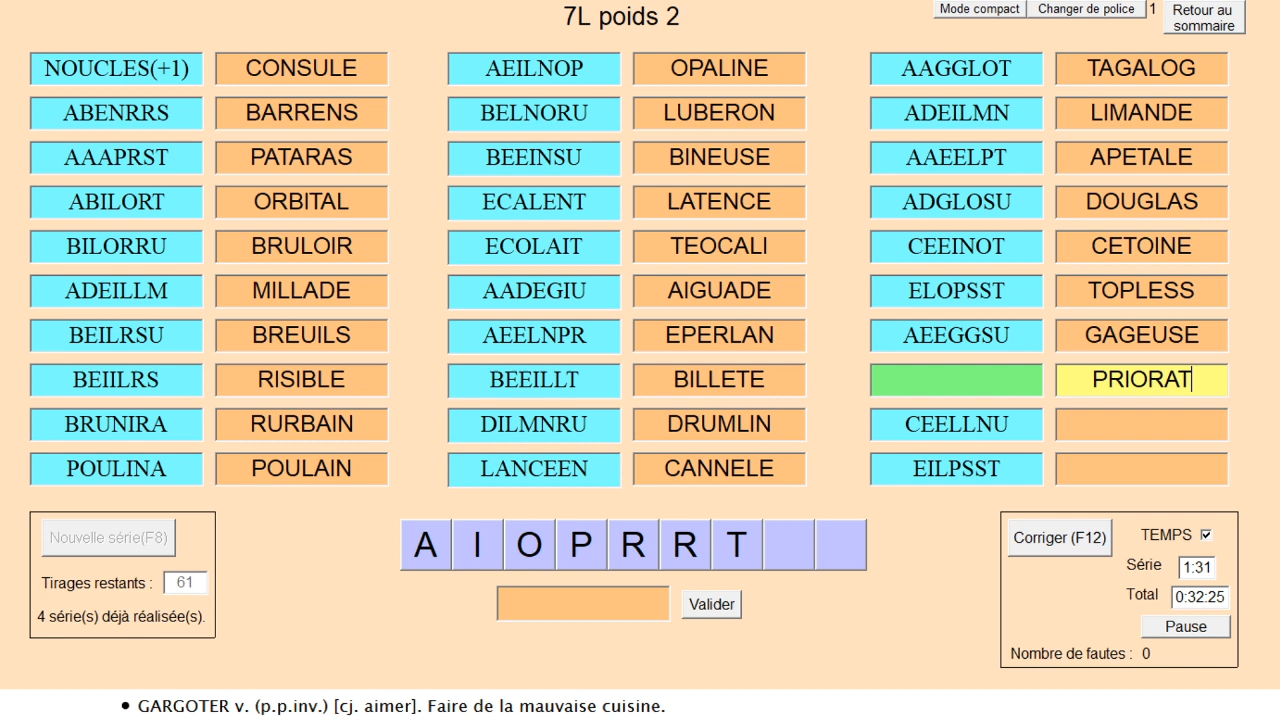 7L poids 2
Mode compact Changer de police 1 Retour au sommaire
NOUCLES(+1) CONSULE AEILNOP OPALINE AAGGLOT TAGALOG
ABENRRS BARRENS BELNORU LUBERON ADEILMN LIMANDE
AAAPRST PATARAS BEEINSU BINEUSE AAEELPT APETALE
ABILORT ORBITAL ECALENT LATENCE ADGLOSU DOUGLAS
BILORRU BRULOIR ECOLAIT TEOCALI CEEINOT CETOINE
ADEILLM MILLADE AADEGIU AIGUADE ELOPSST TOPLESS
BEILRSU BREUILS AEELNPR EPERLAN AEEGGSU GAGEUSE
BEIILRS RISIBLE BEEILLT BILLETE PRIORAT
BRUNIRA RURBAIN DILMNRU DRUMLIN CEELLNU
POULINA POULAIN LANCEEN CANNELE EILPSST
Nouvelle série(F8)
Tirages restants : 61
4 série(s) déjà réalisée(s).
A I O P R R T
Valider
Corriger (F12) TEMPS
Série 1:31
Total 0:32:25
Pause
Nombre de fautes : 0
• GARGOTER v. (p.p.inv.) [cj. aimer]. Faire de la mauvaise cuisine.